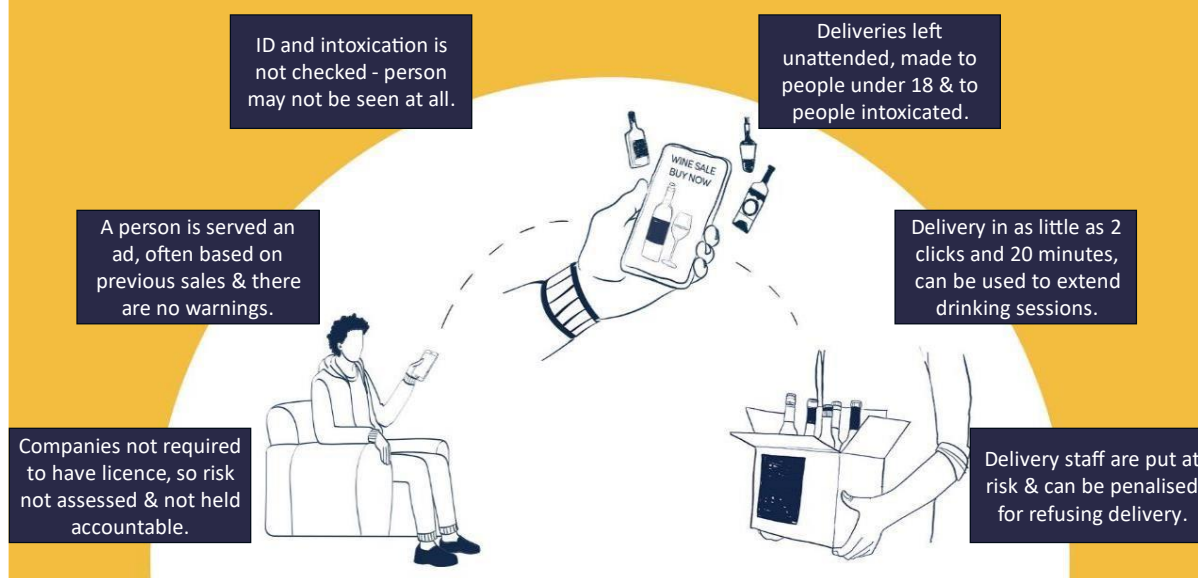 ID and intoxication is
not checked - person
may not be seen at all.
Deliveries left
unattended, made to
people under 18 & to
people intoxicated.
WINE SALE
BUY NOW
A person is served an
ad, often based on
previous sales & there
are no warnings.
Delivery in as little as 2
clicks and 20 minutes,
can be used to extend
drinking sessions.
Companies not required
to have licence, so risk
not assessed & not held
accountable.
Delivery staff are put at
risk & can be penalised
for refusing delivery.